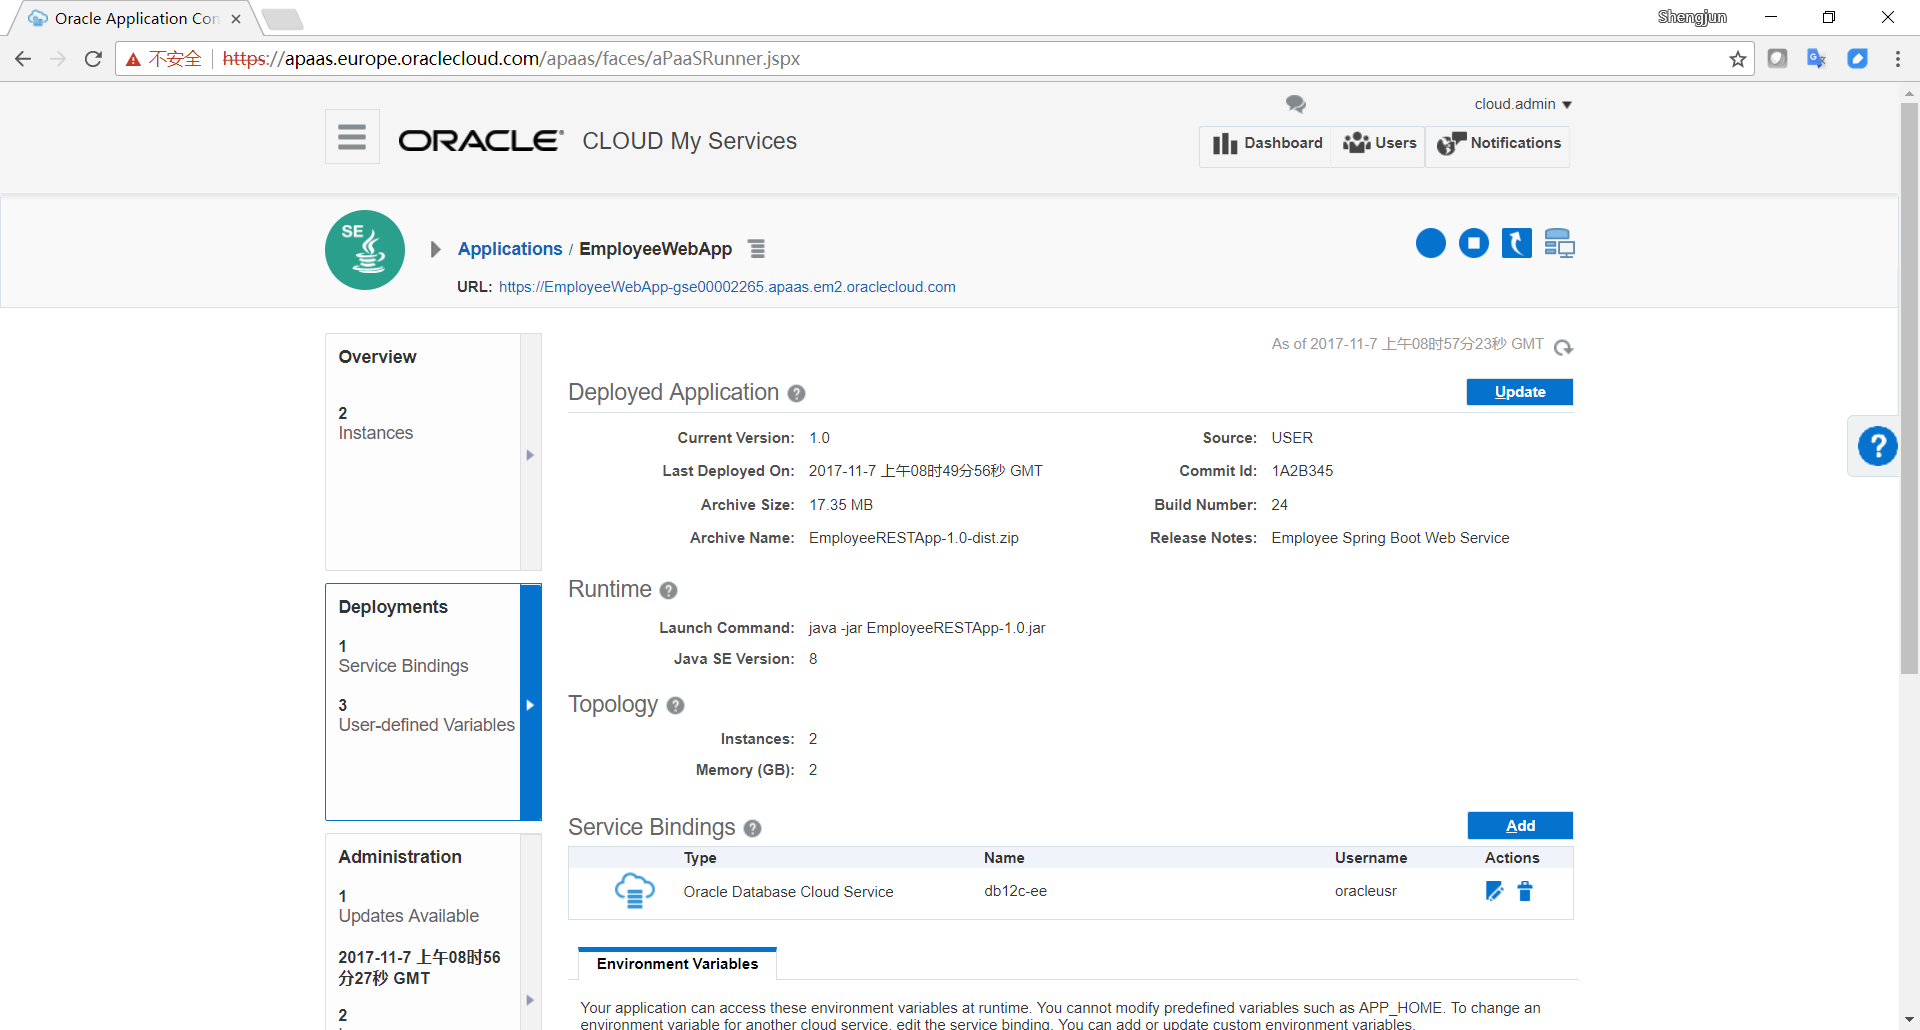 Oracle Application Con
Shengjun
不安全 https://apaas.europe.oraclecloud.com/apaas/faces/aPaaSRunner.jspx
cloud.admin
ORACLE CLOUD My Services
Dashboard Users Notifications
SE
Applications / EmployeeWebApp
URL: https://EmployeeWebApp-gse00002265.apaas.em2.oraclecloud.com
As of 2017-11-7 上午08时57分23秒 GMT
Overview
2
Instances
Deployments
1
Service Bindings
3
User-defined Variables
Administration
1
Updates Available
2017-11-7 上午08时56
分27秒 GMT
2
Deployed Application ?
Update
Current Version: 1.0
Source: USER
Last Deployed On: 2017-11-7 上午08时49分56秒 GMT
Commit Id: 1A2B345
Archive Size: 17.35 MB
Build Number: 24
Archive Name: EmployeeRESTApp-1.0-dist.zip
Release Notes: Employee Spring Boot Web Service
?
Runtime ?
Launch Command: java -jar EmployeeRESTApp-1.0.jar
Java SE Version: 8
Topology ?
Instances: 2
Memory (GB): 2
Service Bindings ?
Add
Type Name Username Actions
Oracle Database Cloud Service db12c-ee oracleusr
Environment Variables
Your application can access these environment variables at runtime. You cannot modify predefined variables such as APP_HOME. To change an
environment variable for another cloud service, edit the service binding. You can add or update custom environment variables.